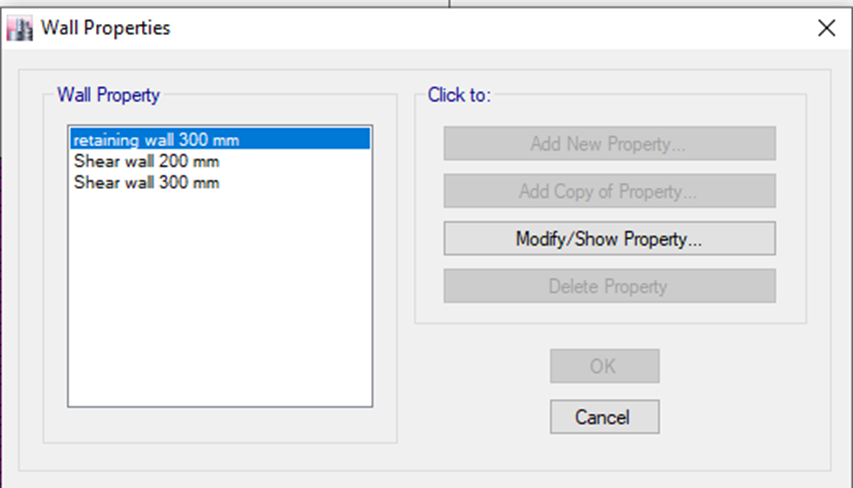 Wall Properties
Wall Property
retaining wall 300 mm
Shear wall 200 mm
Shear wall 300 mm
Click to:
Add New Property...
Add Copy of Property...
Modify/Show Property...
Delete Property
OK
Cancel